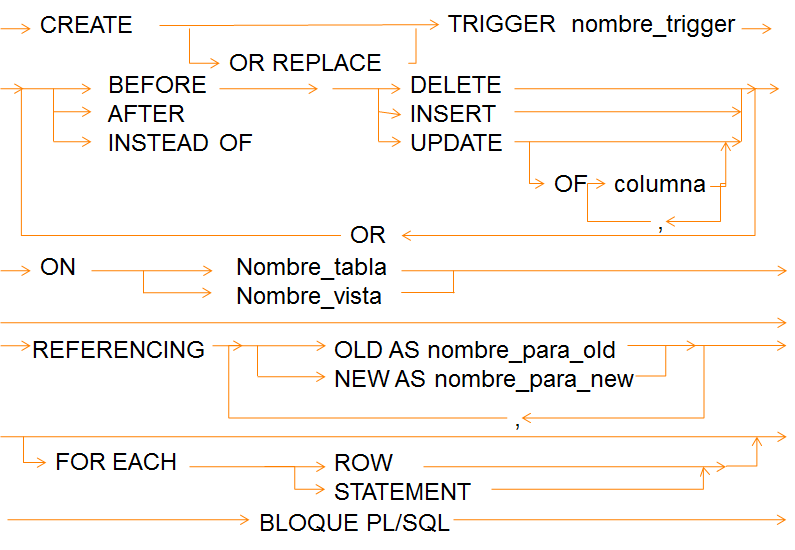 CREATE TRIGGER nombre_trigger
OR REPLACE
BEFORE DELETE
AFTER INSERT
INSTEAD OF UPDATE
OF columna
,
OR
ON Nombre_tabla
Nombre_vista
REFERENCING OLD AS nombre_para_old
NEW AS nombre_para_new
,
FOR EACH ROW
STATEMENT
BLOQUE PL/SQL